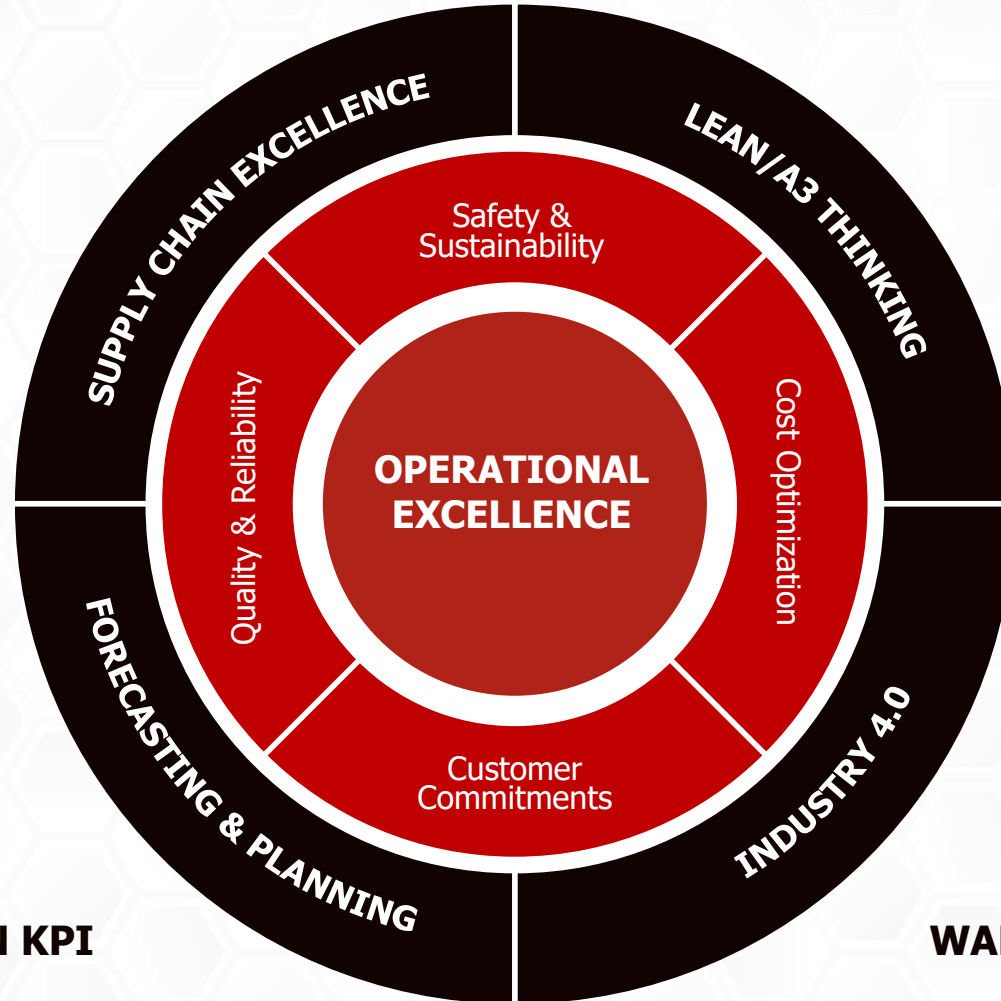 SUPPLY CHAIN EXCELLENCE
LEAN/A3 THINKING
Safety &
Sustainability
Quality & Reliability
OPERATIONAL
EXCELLENCE
Cost Optimization
Customer
Commitments
FORECASTING & PLANNING
INDUSTRY 4.0
KPI